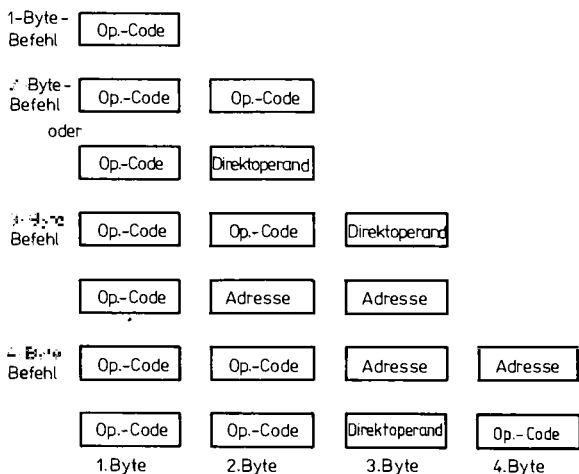 1-Byte-
Befehl Op.-Code
-Byte-
Befehl Op.-Code Op.-Code
oder
Op.-Code Direktoperand
Befehl Op.-Code Op.-Code Direktoperand
Op.-Code Adresse Adresse
Befehl Op.-Code Op.-Code Adresse Adresse
Op.-Code Op.-Code Direktoperand Op.-Code
1.Byte 2.Byte 3.Byte 4.Byte